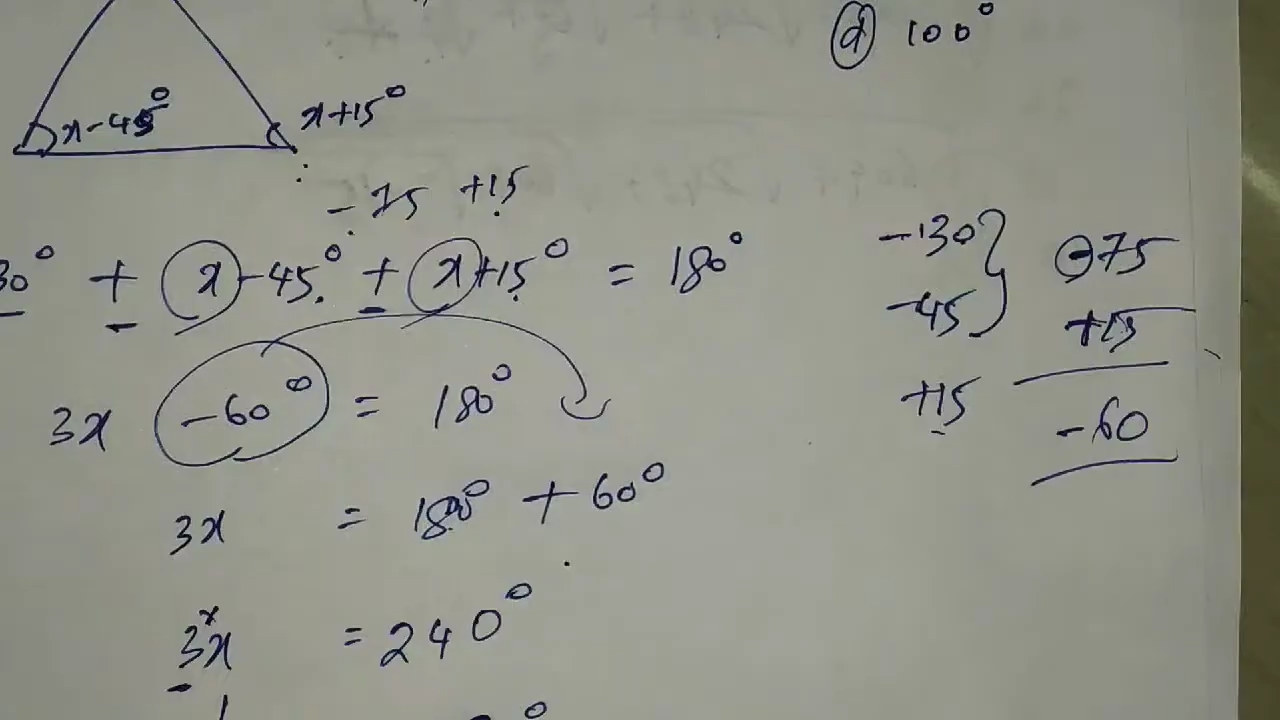 (d) 100°
x-45°
x+15°
-75 +15
30° + x-45° + x+15° = 180°
3x -60° = 180°
3x = 180° + 60°
3x = 240°
-130
-45
+15
-75
+15
-60